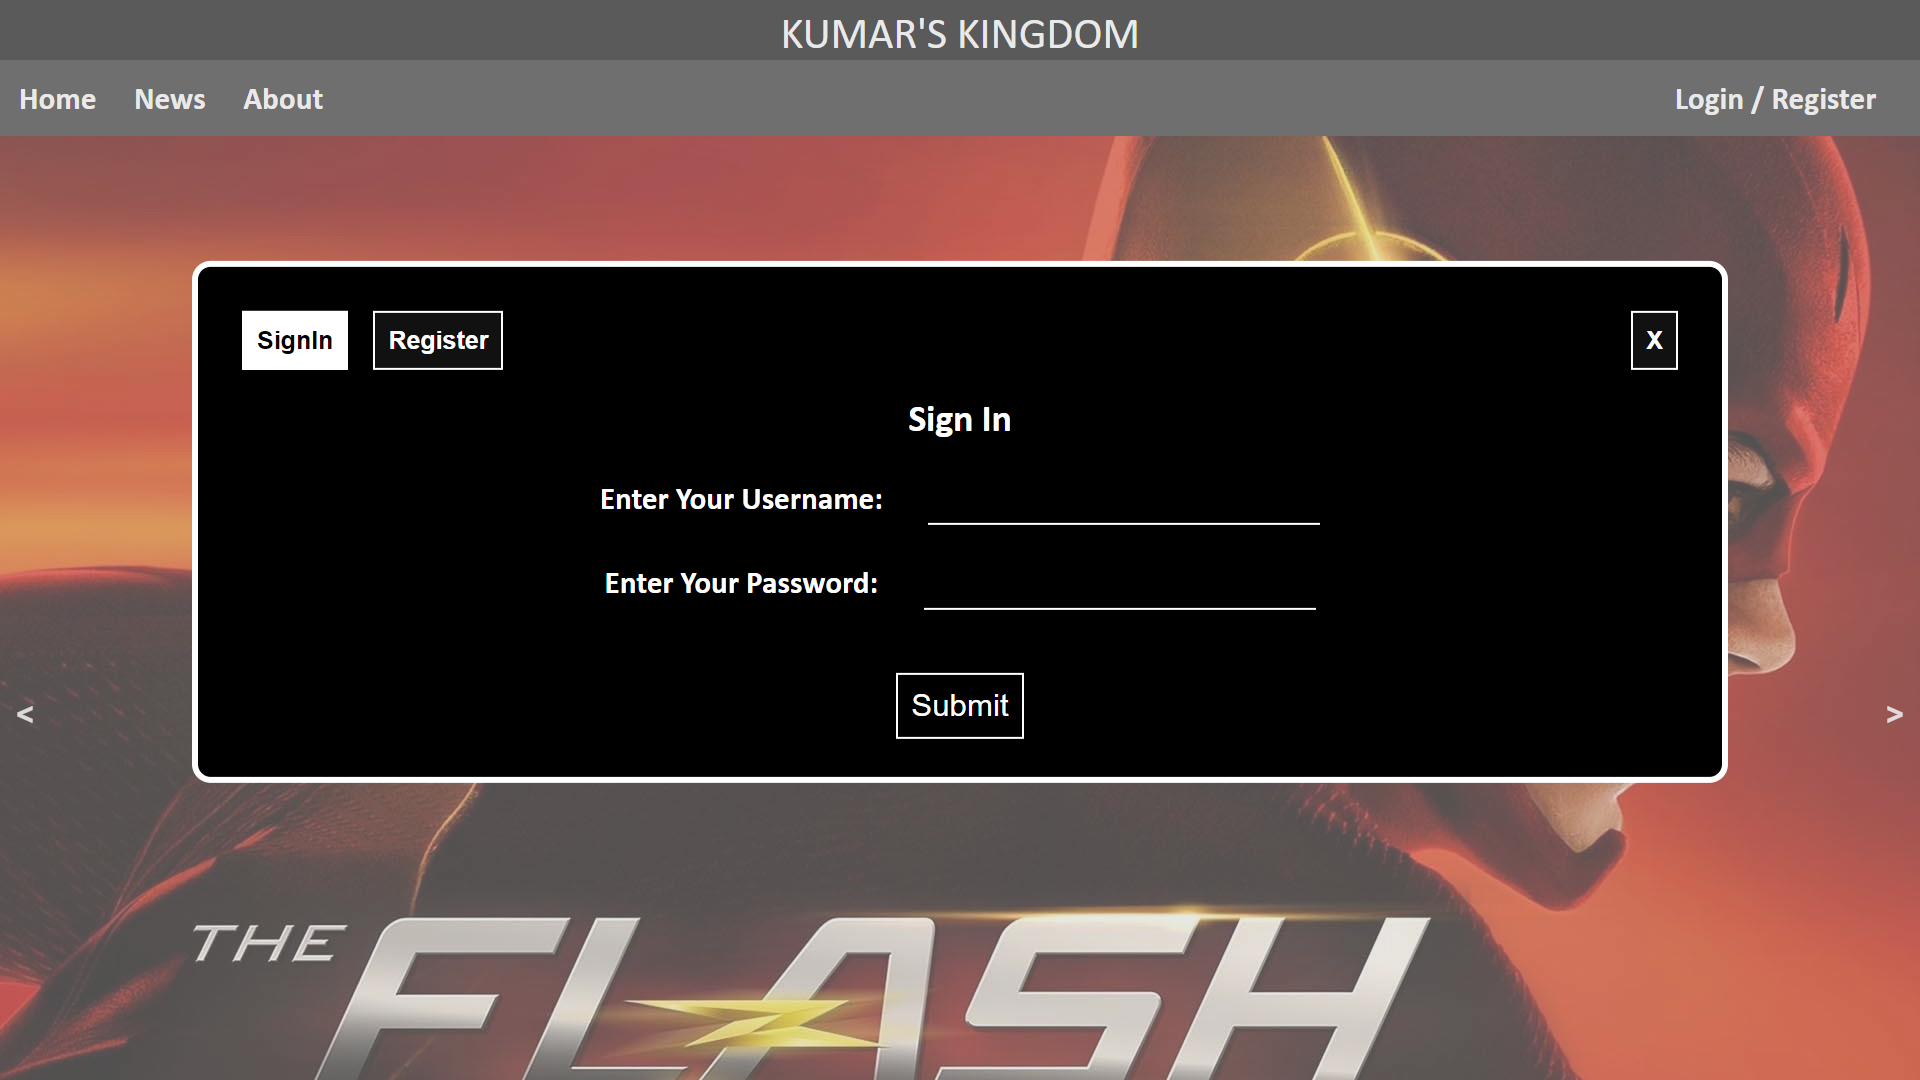 KUMAR'S KINGDOM
Home News About Login / Register
SignIn Register X
Sign In
Enter Your Username:
Enter Your Password:
Submit
< >
THE FLASH